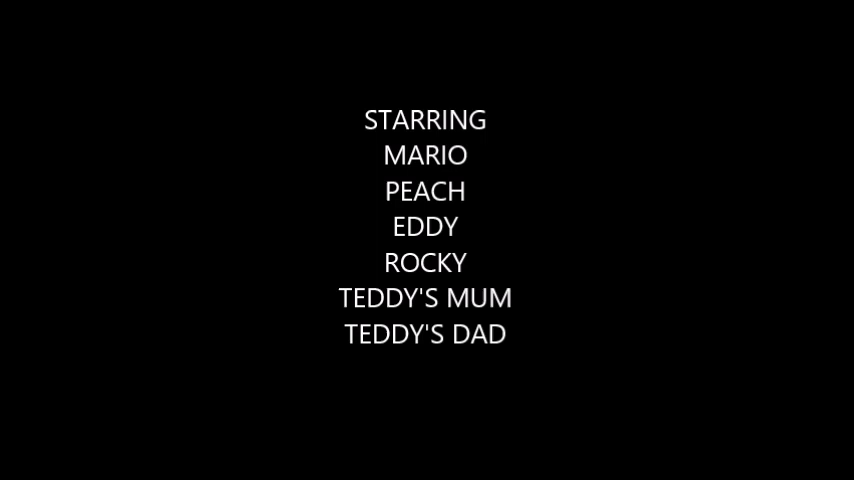 STARRING
MARIO
PEACH
EDDY
ROCKY
TEDDY'S MUM
TEDDY'S DAD